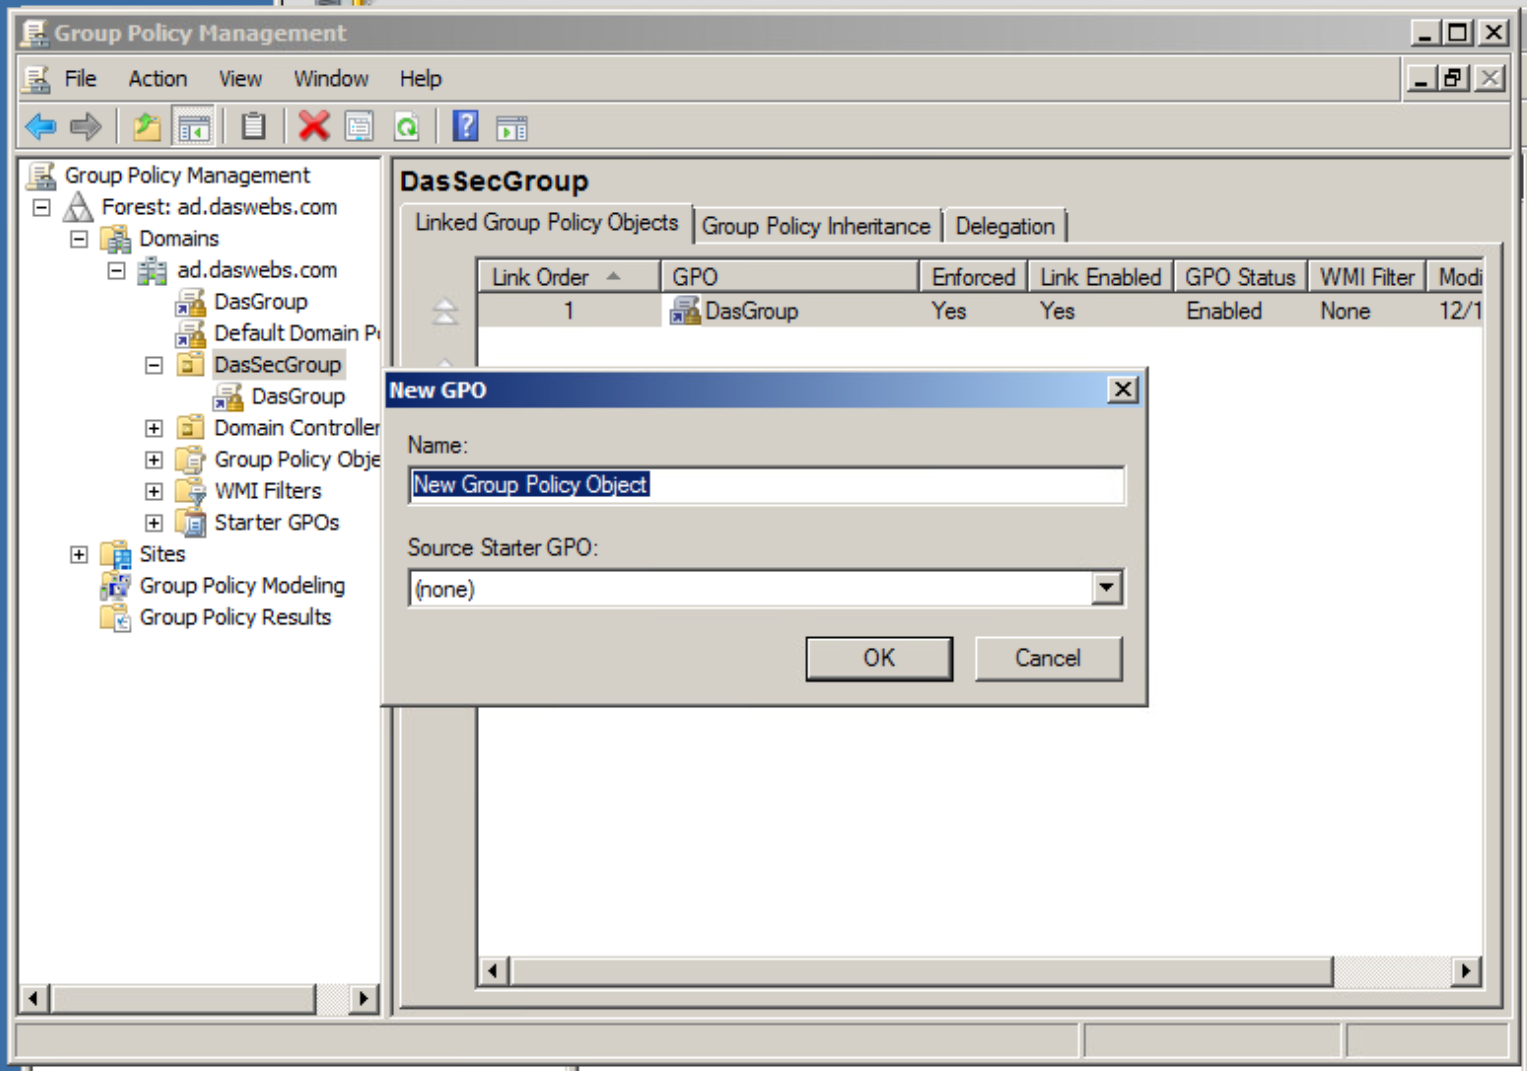 Group Policy Management
File Action View Window Help
Group Policy Management
Forest: ad.daswebs.com
Domains
ad.daswebs.com
DasGroup
Default Domain
DasSecGroup
DasGroup
Domain Controller
Group Policy Obje
WMI Filters
Starter GPOs
Sites
Group Policy Modeling
Group Policy Results
DasSecGroup
Linked Group Policy Objects Group Policy Inheritance Delegation
Link Order GPO Enforced Link Enabled GPO Status WMI Filter Modi
1 DasGroup Yes Yes Enabled None 12/1
New GPO
Name:
New Group Policy Object
Source Starter GPO:
(none)
OK Cancel